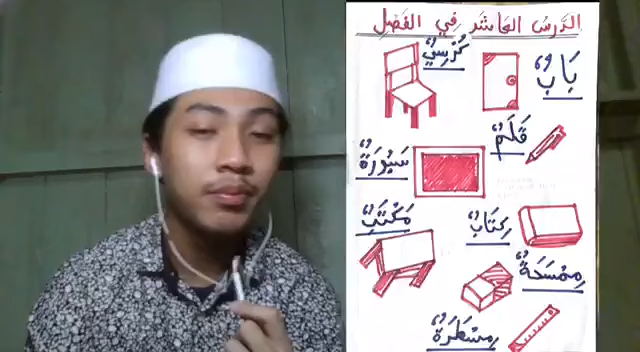 الدَّرْسُ العَاشِرُ فِي الفَصْلِ
بَابٌ
كُرْسِيٌّ
قَلَمٌ
سَبُّورَةٌ
كِتَابٌ
مَكْتَبٌ
مِمْسَحَةٌ
مِسْطَرَةٌ